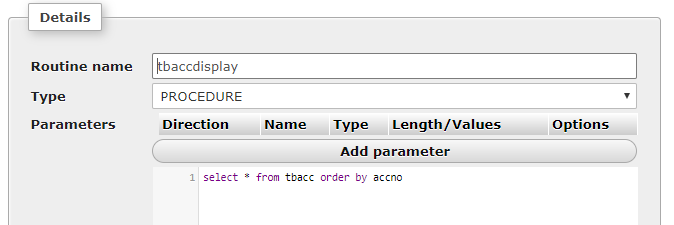 Details
Routine name tbaccdisplay
Type PROCEDURE
Parameters Direction Name Type Length/Values Options
Add parameter
1 select * from tbacc order by accno